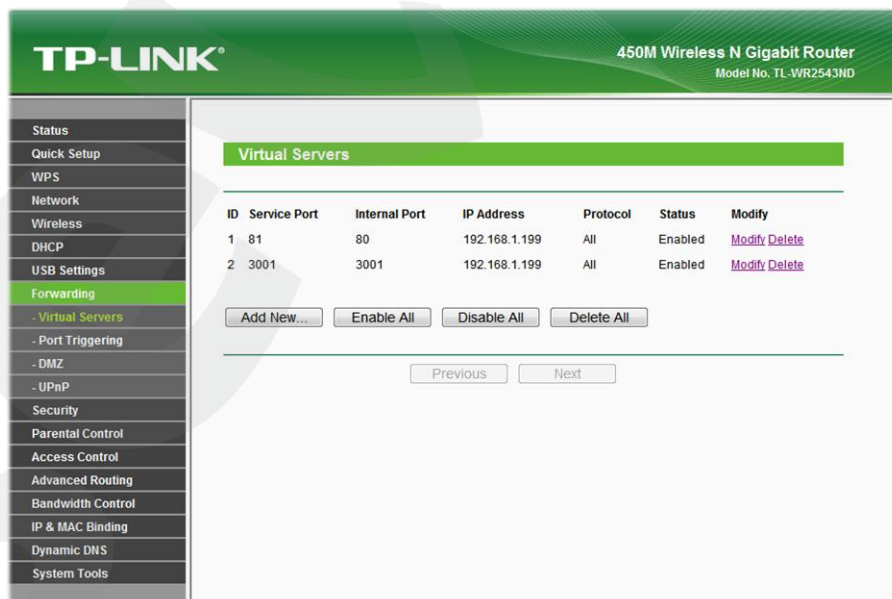 TP-LINK®
450M Wireless N Gigabit Router
Model No. TL-WR2543ND
Status
Quick Setup
WPS
Network
Wireless
DHCP
USB Settings
Forwarding
- Virtual Servers
- Port Triggering
- DMZ
- UPnP
Security
Parental Control
Access Control
Advanced Routing
Bandwidth Control
IP & MAC Binding
Dynamic DNS
System Tools
Virtual Servers
ID Service Port Internal Port IP Address Protocol Status Modify
1 81 80 192.168.1.199 All Enabled Modify Delete
2 3001 3001 192.168.1.199 All Enabled Modify Delete
Add New... Enable All Disable All Delete All
Previous Next